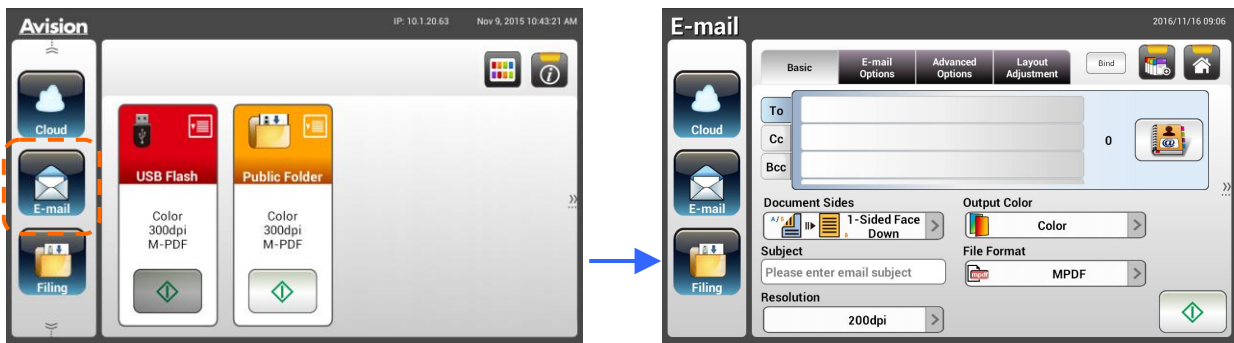 Avision
IP: 10.1.20.63
Nov 9, 2015 10:43:21 AM
Cloud
E-mail
Filing
USB Flash
Color
300dpi
M-PDF
Public Folder
Color
300dpi
M-PDF
E-mail
2016/11/16 09:06
Cloud
E-mail
Filing
Basic
E-mail
Options
Advanced
Options
Layout
Adjustment
Bind
To
Cc
Bcc
0
Document Sides
A/B
1-Sided Face
Down
Output Color
Color
Subject
Please enter email subject
File Format
mpdf
MPDF
Resolution
200dpi